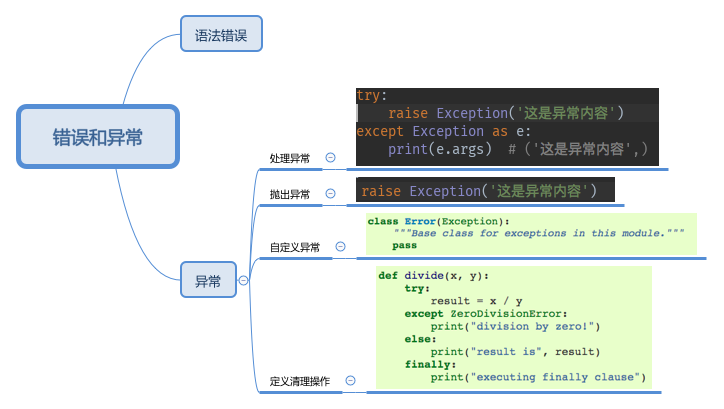 语法错误
错误和异常
异常
处理异常
try:
    raise Exception('这是异常内容')
except Exception as e:
    print(e.args)  # ('这是异常内容',)
抛出异常
raise Exception('这是异常内容')
自定义异常
class Error(Exception):
    """Base class for exceptions in this module."""
    pass
定义清理操作
def divide(x, y):
    try:
        result = x / y
    except ZeroDivisionError:
        print("division by zero!")
    else:
        print("result is", result)
    finally:
        print("executing finally clause")